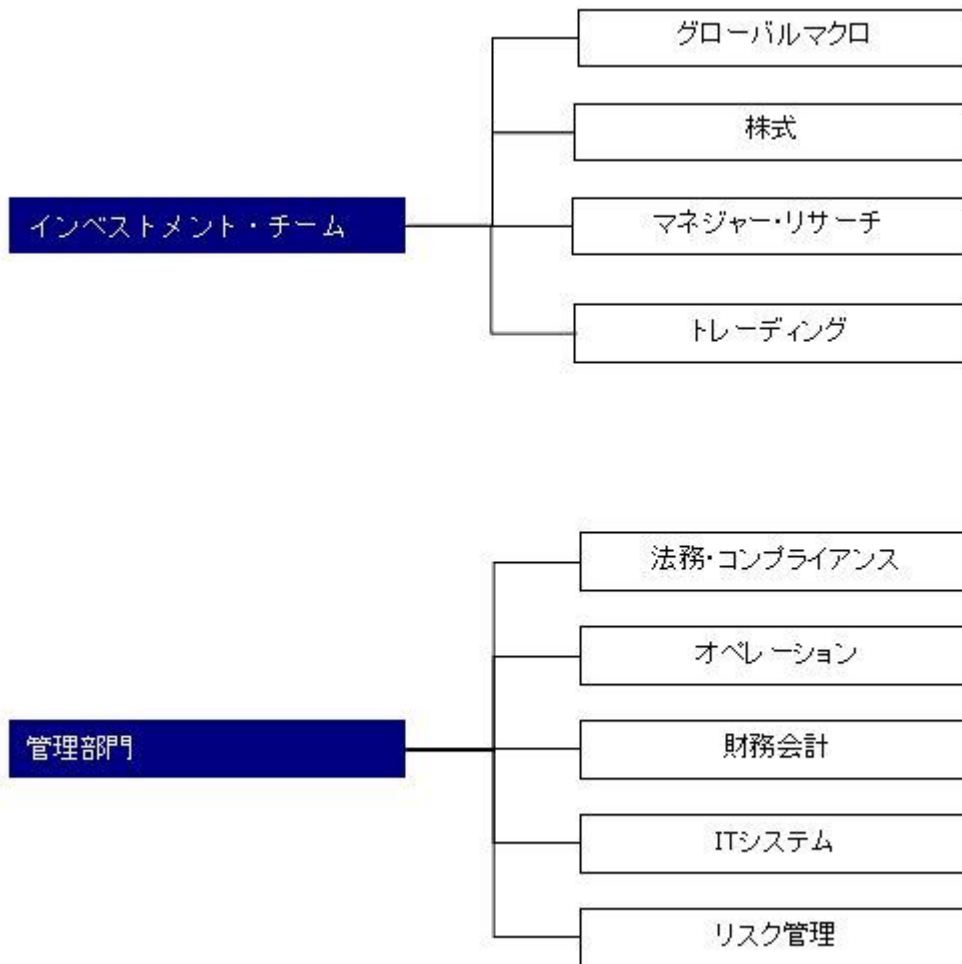 グローバルマクロ
株式
インベストメント・チーム
マネジャー・リサーチ
トレーディング
法務・コンプライアンス
オペレーション
管理部門
財務会計
ITシステム
リスク管理